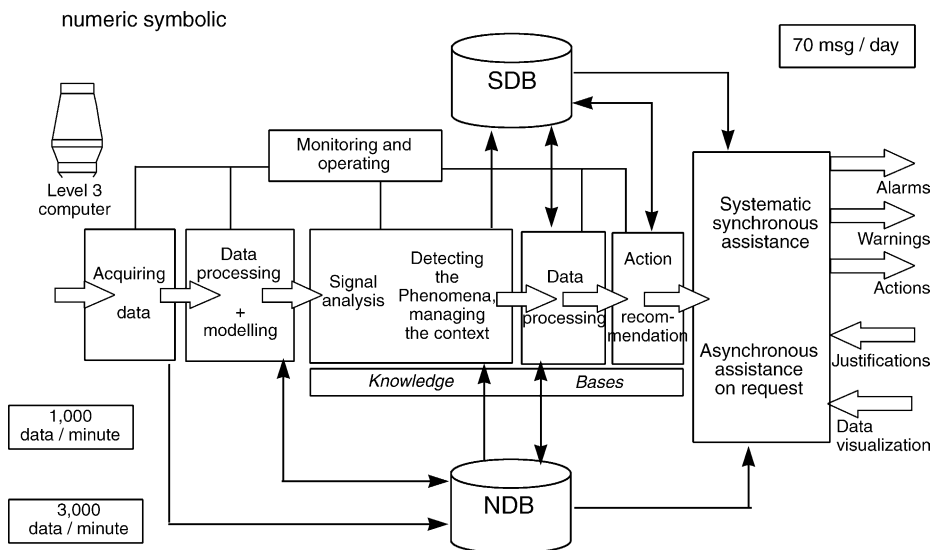 numeric symbolic
70 msg / day
SDB
Level 3
computer
Monitoring and
operating
Acquiring
data
Data
processing
+
modelling
Signal
analysis
Detecting
the
Phenomena,
managing
the context
Data
processing
Action
recom-
mendation
Knowledge Bases
Systematic
synchronous
assistance
Asynchronous
assistance
on request
Alarms
Warnings
Actions
Justifications
Data
visualization
1,000
data / minute
3,000
data / minute
NDB